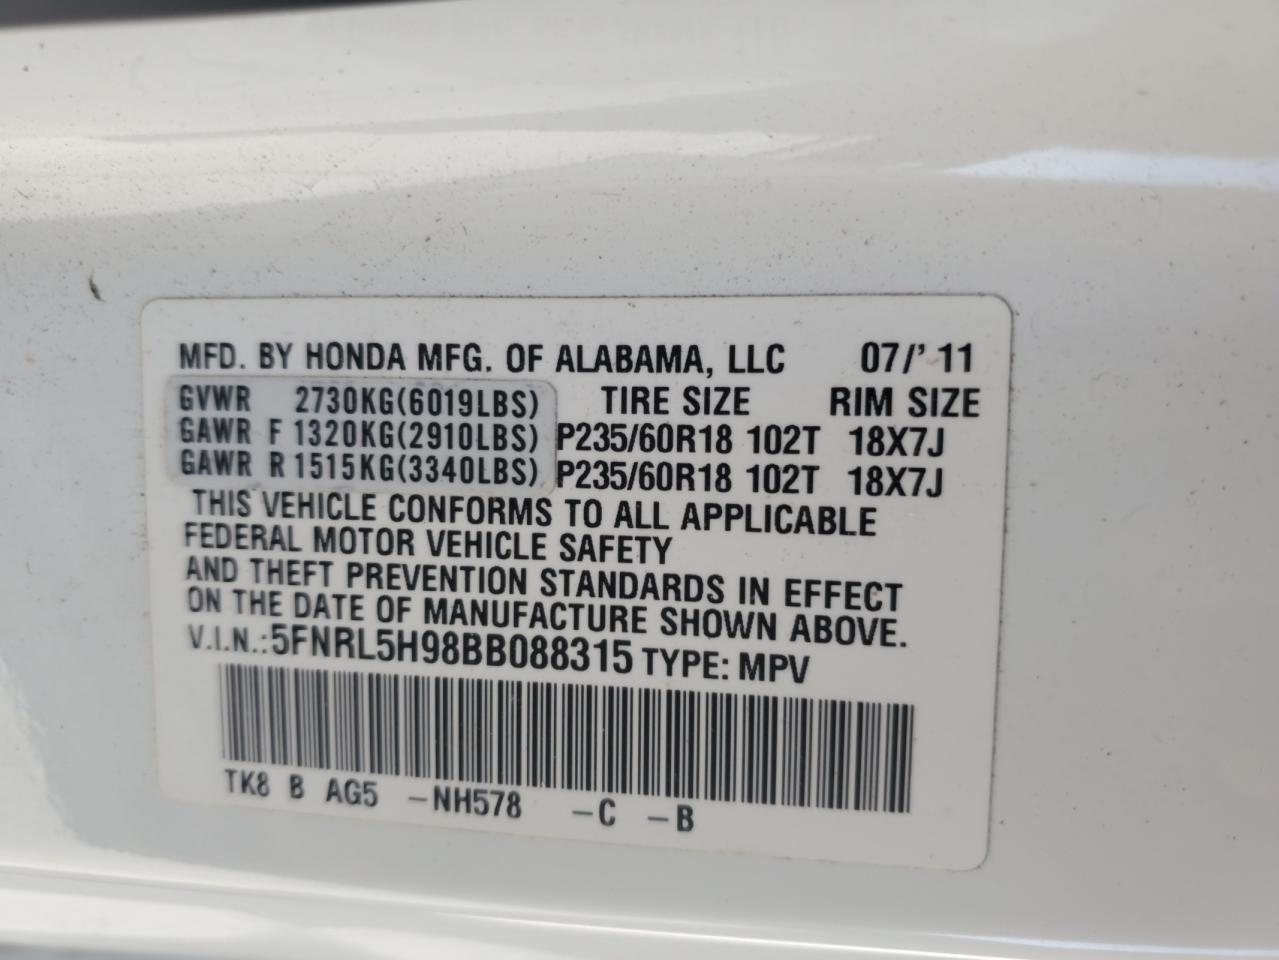 MFD. BY HONDA MFG. OF ALABAMA, LLC 07/'11
GVWR 2730KG(6019LBS) TIRE SIZE RIM SIZE
GAWR F 1320KG(2910LBS) P235/60R18 102T 18X7J
GAWR R 1515KG(3340LBS) P235/60R18 102T 18X7J
THIS VEHICLE CONFORMS TO ALL APPLICABLE
FEDERAL MOTOR VEHICLE SAFETY
AND THEFT PREVENTION STANDARDS IN EFFECT
ON THE DATE OF MANUFACTURE SHOWN ABOVE.
V.I.N.:5FNRL5H98BB088315 TYPE: MPV
TK8 B AG5 -NH578 -C -B